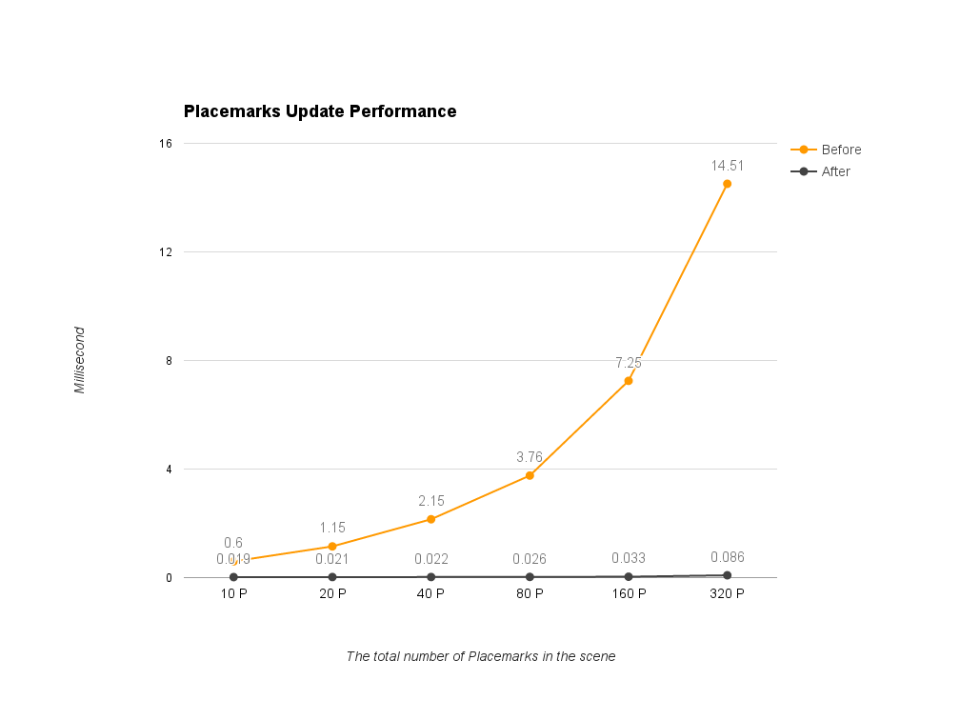 Placemarks Update Performance
16
Before
14.51
After
12
Millisecond
8
7.25
3.76
4
2.15
1.15
0.6
0.019
0.021
0.022
0.026
0.033
0.086
0
10 P
20 P
40 P
80 P
160 P
320 P
The total number of Placemarks in the scene